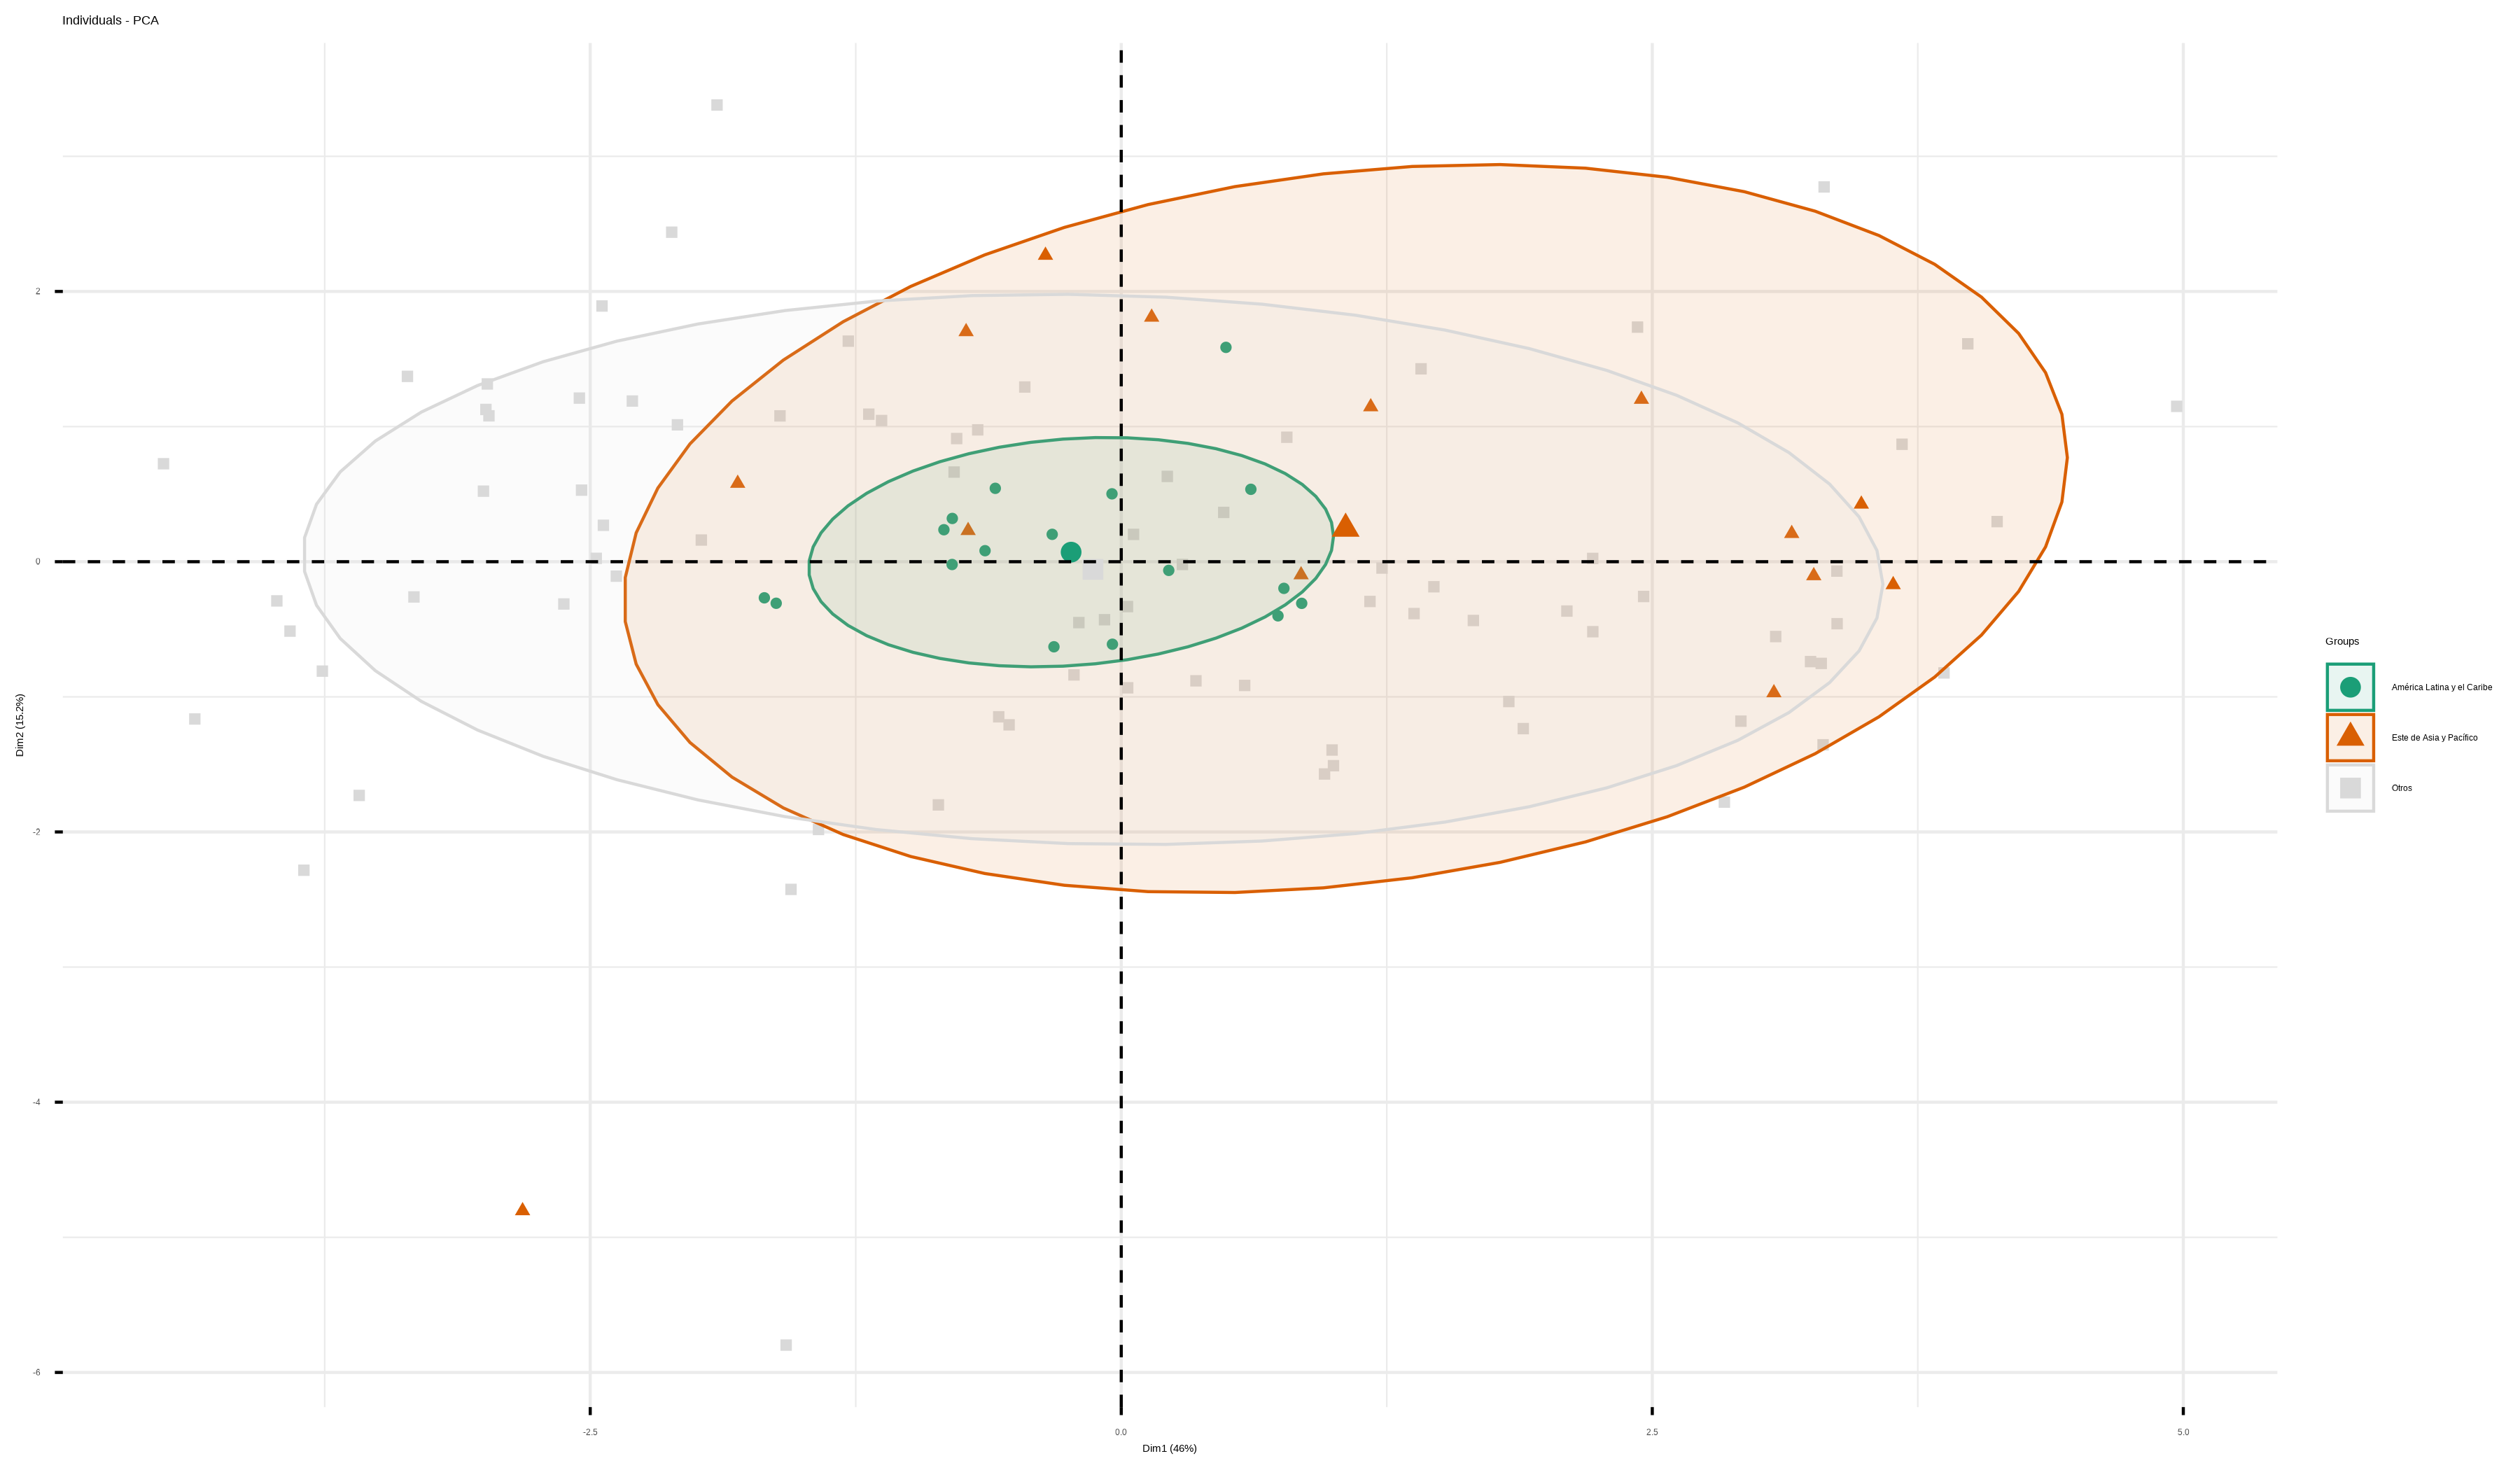 Individuals - PCA
2
0
-2
-4
-6
Dim2 (15.2%)
-2.5
0.0
2.5
5.0
Dim1 (46%)
Groups
América Latina y el Caribe
Este de Asia y Pacífico
Otros